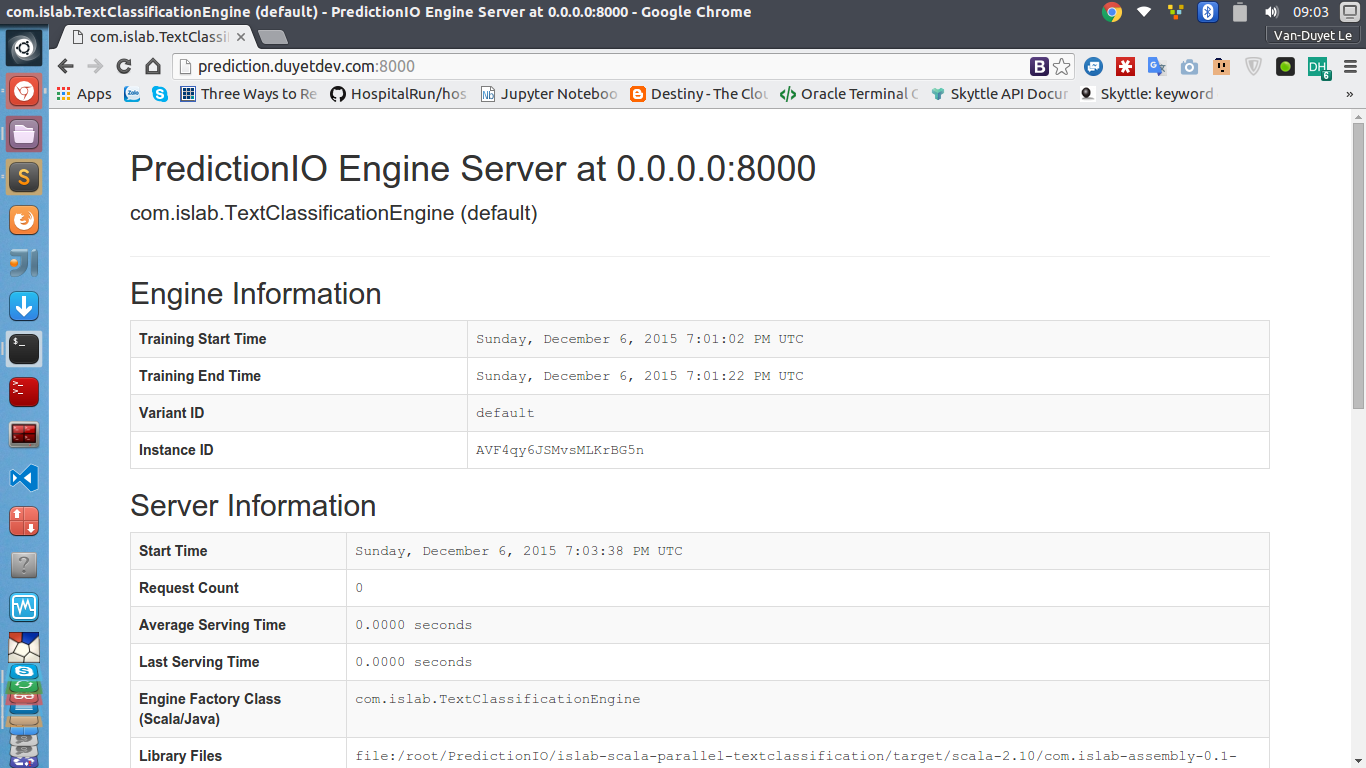 com.islab.TextClassificationEngine (default) - PredictionIO Engine Server at 0.0.0.0:8000 - Google Chrome
09:03
com.islab.TextClassi
Van-Duyet Le
prediction.duyetdev.com:8000
Apps
Three Ways to Re
HospitalRun/hos
Jupyter Noteboo
Destiny - The Clou
Oracle Terminal C
Skyttle API Docur
Skyttle: keyword
»
PredictionIO Engine Server at 0.0.0.0:8000
com.islab.TextClassificationEngine (default)
Engine Information
Training Start Time Sunday, December 6, 2015 7:01:02 PM UTC
Training End Time Sunday, December 6, 2015 7:01:22 PM UTC
Variant ID default
Instance ID AVF4qy6JSMvsMLKrBG5n
Server Information
Start Time Sunday, December 6, 2015 7:03:38 PM UTC
Request Count 0
Average Serving Time 0.0000 seconds
Last Serving Time 0.0000 seconds
Engine Factory Class com.islab.TextClassificationEngine
(Scala/Java)
Library Files file:/root/PredictionIO/islab-scala-parallel-textclassification/target/scala-2.10/com.islab-assembly-0.1-